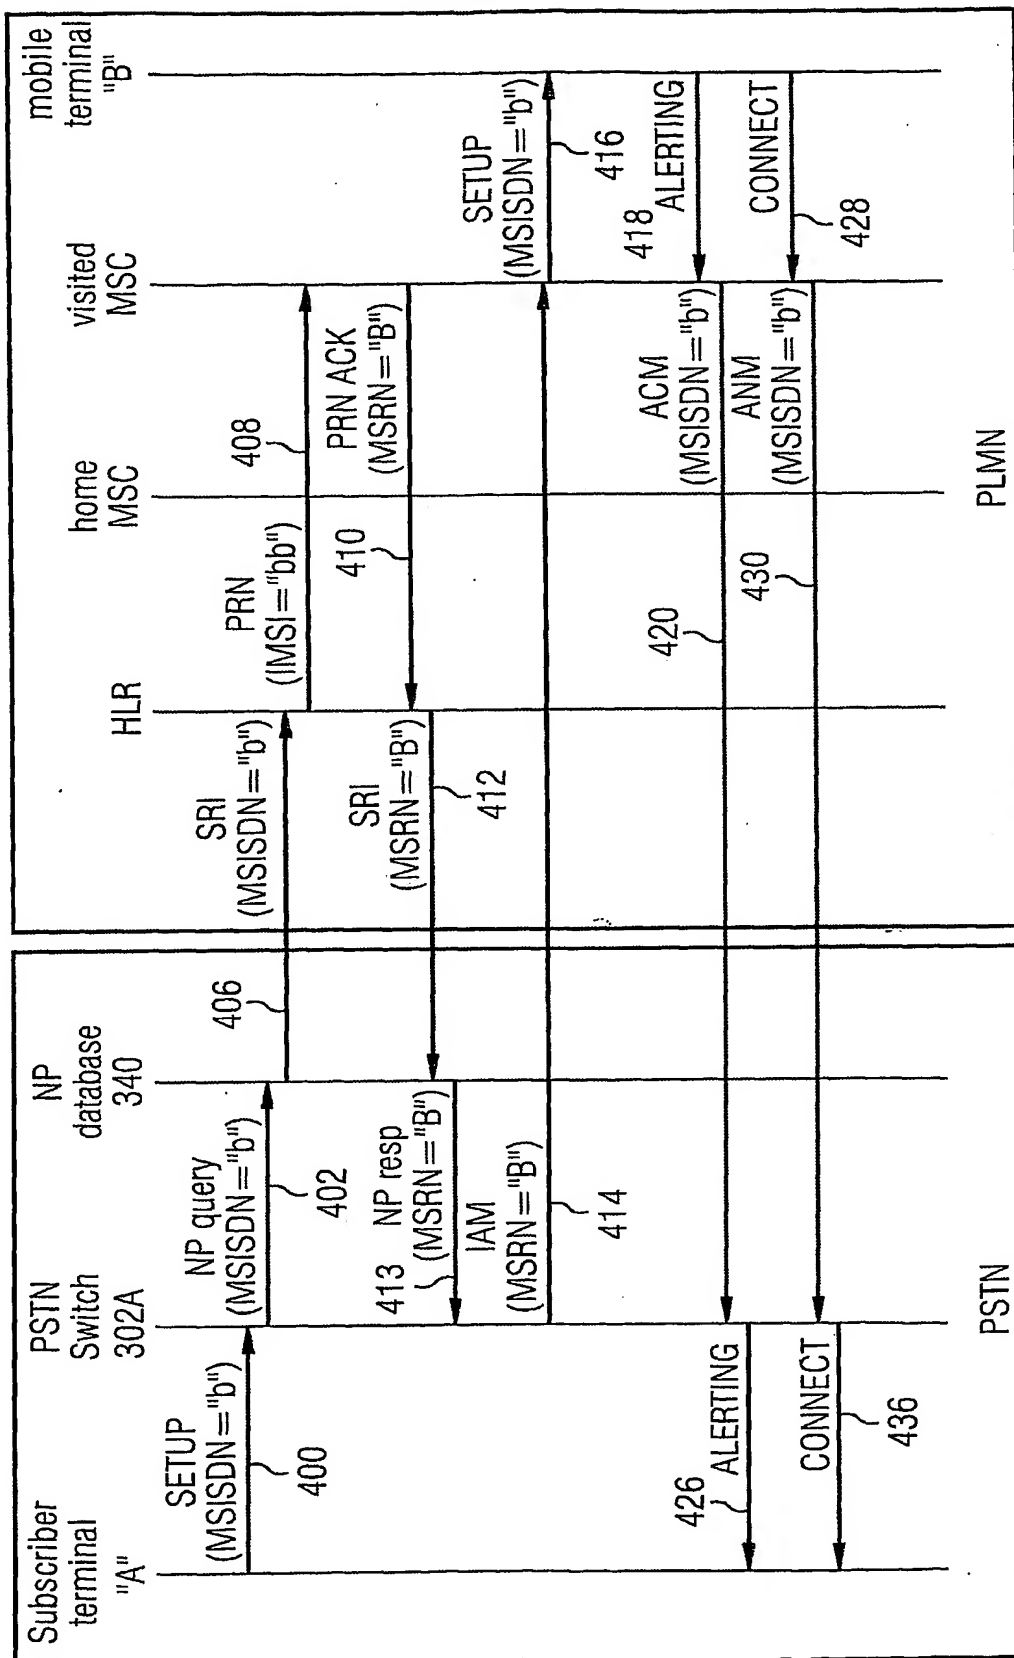 Subscriber
terminal
"A"
PSTN
Switch
302A
NP
database
340
HLR
home
MSC
visited
MSC
mobile
terminal
"B"
SETUP
(MSISDN="b")
400
NP query
(MSISDN="b")
402
406
SRI
(MSISDN="b")
PRN
(IMSI="bb")
408
PRN ACK
(MSRN="B")
410
SRI
(MSRN="B")
412
413
NP resp
(MSRN="B")
IAM
(MSRN="B")
414
SETUP
(MSISDN="b")
416
418
ALERTING
ACM
(MSISDN="b")
420
426
ALERTING
CONNECT
428
ANM
(MSISDN="b")
430
CONNECT
436
PSTN
PLMN